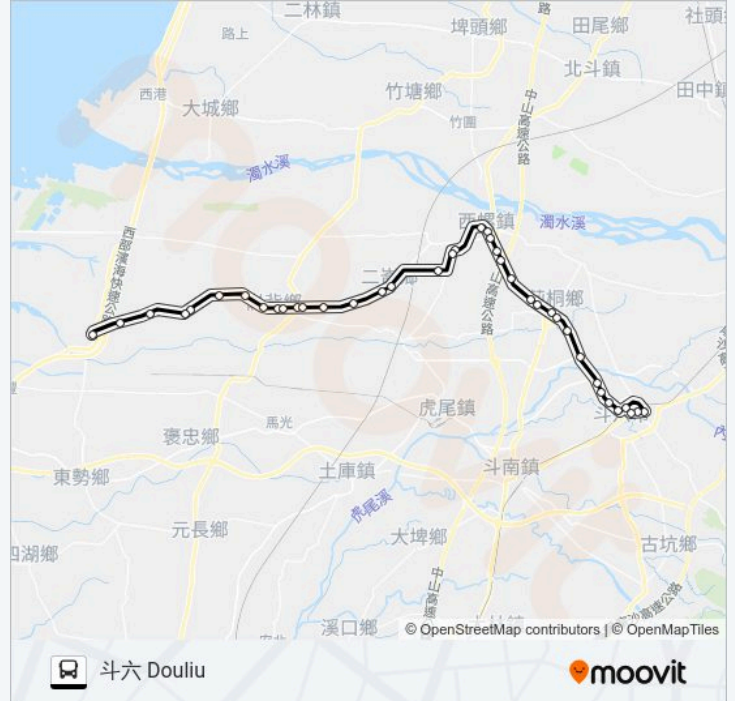 二林鎮
路
社頭
路上
埤頭鄉
田尾鄉
北斗鎮
西港
大城鄉
竹塘鄉
田中鎮
竹圍
中山高速公路
濁水溪
西螺鎮
濁水溪
西部濱海快速公路
二崙鄉
莿桐鄉
山高速公路
虎尾鎮
馬光
褒忠鄉
東勢鄉
土庫鎮
斗南鎮
虎尾溪
元長鄉
大埤鄉
四湖鄉
古坑鄉
中山高速
溪口鄉
© OpenStreetMap contributors | © OpenMapTiles
斗六 Douliu
moovit